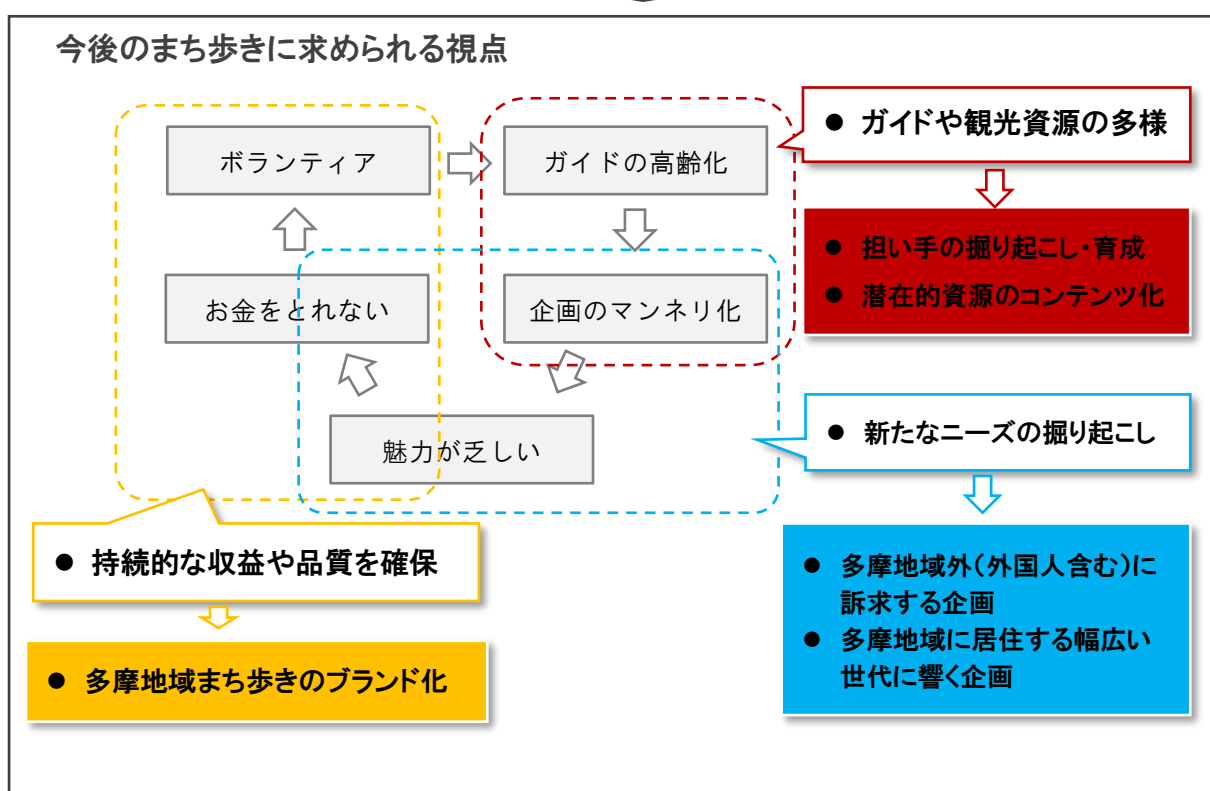 今後のまち歩きに求められる視点
ボランティア
ガイドの高齢化
お金をとれない
企画のマンネリ化
魅力が乏しい
● ガイドや観光資源の多様
● 担い手の掘り起こし・育成
● 潜在的資源のコンテンツ化
● 新たなニーズの掘り起こし
● 多摩地域外(外国人含む)に
訴求する企画
● 多摩地域に居住する幅広い
世代に響く企画
● 持続的な収益や品質を確保
● 多摩地域まち歩きのブランド化